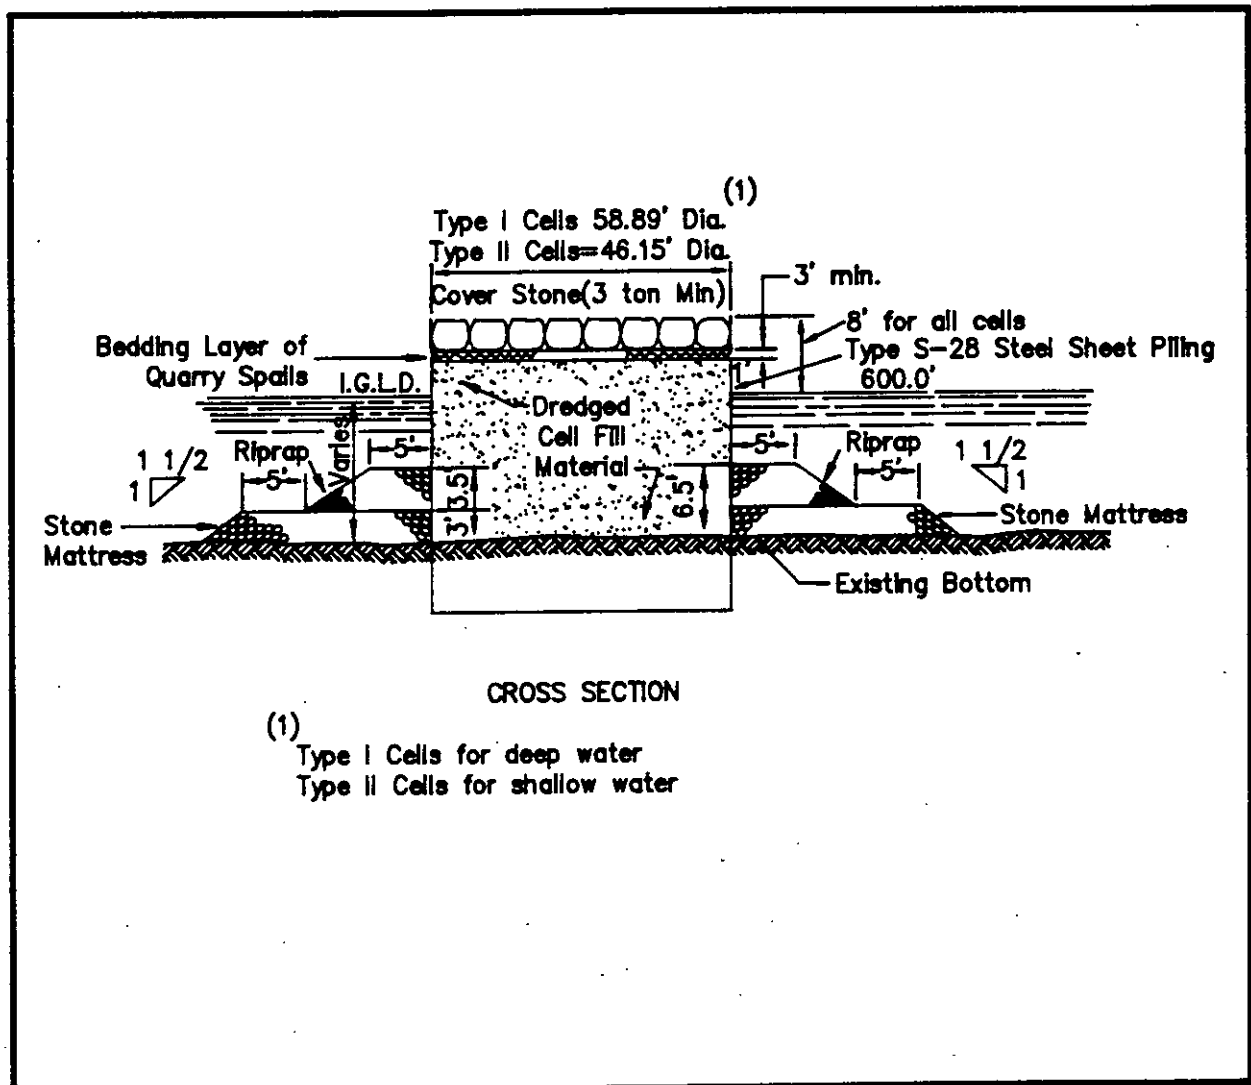 (1)
Type I Cells 58.89' Dia.
Type II Cells=46.15' Dia.
Cover Stone(3 ton Min)
3' min.
8' for all cells
Bedding Layer of
Quarry Spalls
1'
Type S-28 Steel Sheet Piling
I.G.L.D.
600.0'
Dredged
Cell Fill
Material
Varies
Riprap
5'
5'
1 1/2
1
3.5'
3'
6.5'
5'
Riprap
5'
1 1/2
1
Stone
Mattress
Stone Mattress
Existing Bottom
CROSS SECTION
(1)
Type I Cells for deep water
Type II Cells for shallow water